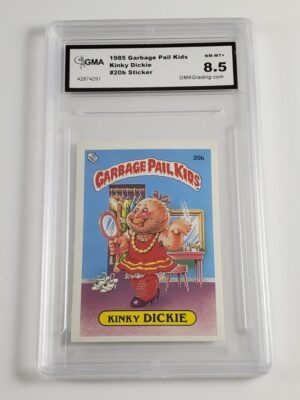 GMA
42874291
1985 Garbage Pail Kids
Kinky Dickie
#20b Sticker
NM-MT+
8.5
GMAGrading.com
20b
GARBAGE PAIL KIDS
KINKY DICKIE